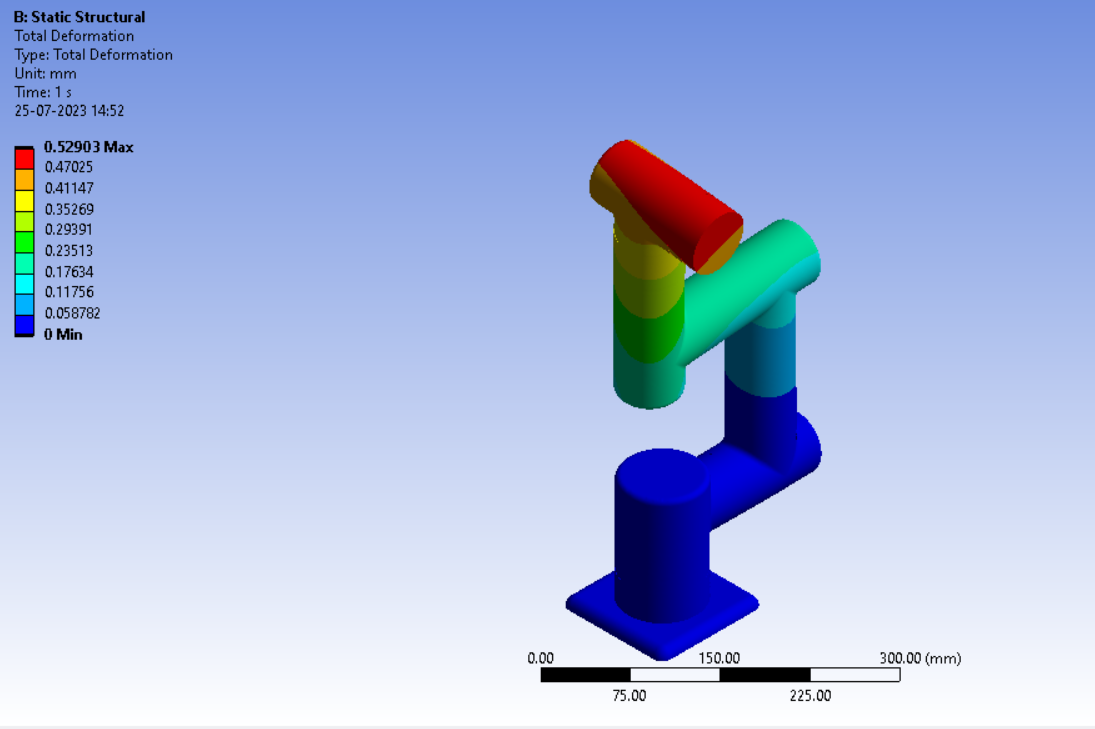 B: Static Structural
Total Deformation
Type: Total Deformation
Unit: mm
Time: 1 s
25-07-2023 14:52
0.52903 Max
0.47025
0.41147
0.35269
0.29391
0.23513
0.17634
0.11756
0.058782
0 Min
0.00 150.00 300.00 (mm)
75.00 225.00